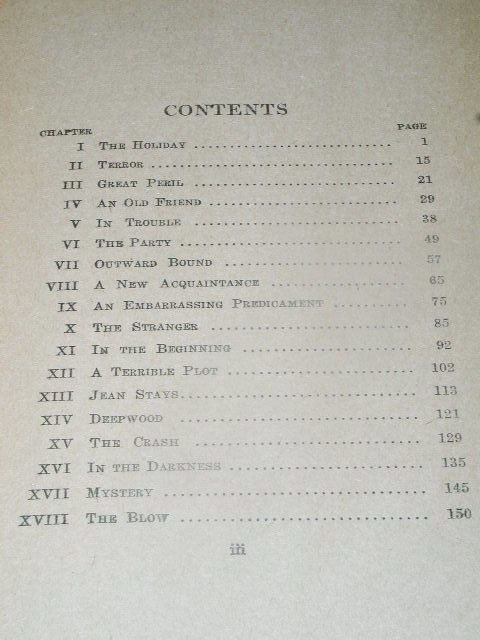 CONTENTS
CHAPTER PAGE
I THE HOLIDAY 1
II TERROR 15
III GREAT PERIL 21
IV AN OLD FRIEND 29
V IN TROUBLE 38
VI THE PARTY 49
VII OUTWARD BOUND 57
VIII A NEW ACQUAINTANCE 65
IX AN EMBARRASSING PREDICAMENT 75
X THE STRANGER 85
XI IN THE BEGINNING 92
XII A TERRIBLE PLOT 102
XIII JEAN STAYS 113
XIV DEEPWOOD 121
XV THE CRASH 129
XVI IN THE DARKNESS 135
XVII MYSTERY 145
XVIII THE BLOW 150
iii